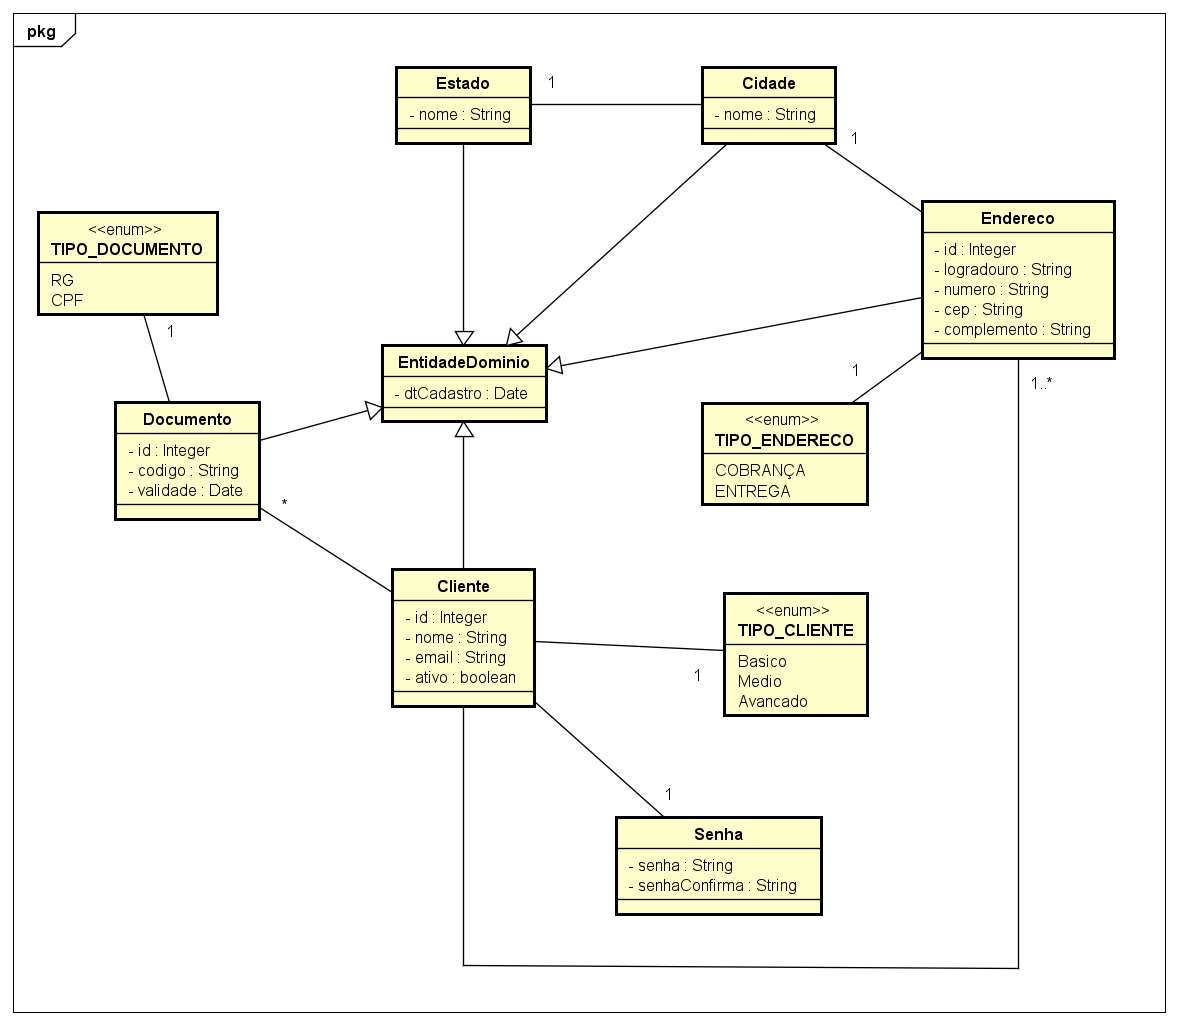 pkg
Estado
- nome : String
1
Cidade
- nome : String
1
Endereco
- id : Integer
- logradouro : String
- numero : String
- cep : String
- complemento : String
1..*
<<enum>>
TIPO_DOCUMENTO
RG
CPF
1
EntidadeDominio
- dtCadastro : Date
1
<<enum>>
TIPO_ENDERECO
COBRANÇA
ENTREGA
Documento
- id : Integer
- codigo : String
- validade : Date
*
Cliente
- id : Integer
- nome : String
- email : String
- ativo : boolean
<<enum>>
TIPO_CLIENTE
Basico
Medio
Avancado
1
1
Senha
- senha : String
- senhaConfirma : String